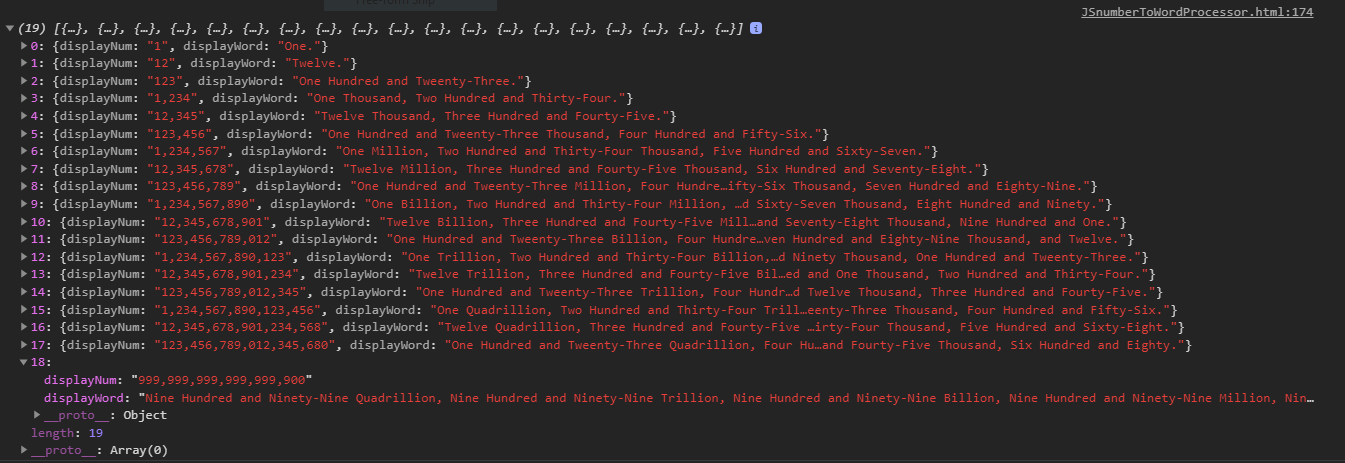 JSnumberToWordProcessor.html:174
(19) [{…}, {…}, {…}, {…}, {…}, {…}, {…}, {…}, {…}, {…}, {…}, {…}, {…}, {…}, {…}, {…}, {…}, {…}, {…}] i
0: {displayNum: "1", displayWord: "One."}
1: {displayNum: "12", displayWord: "Twelve."}
2: {displayNum: "123", displayWord: "One Hundred and Tweenty-Three."}
3: {displayNum: "1,234", displayWord: "One Thousand, Two Hundred and Thirty-Four."}
4: {displayNum: "12,345", displayWord: "Twelve Thousand, Three Hundred and Fourty-Five."}
5: {displayNum: "123,456", displayWord: "One Hundred and Tweenty-Three Thousand, Four Hundred and Fifty-Six."}
6: {displayNum: "1,234,567", displayWord: "One Million, Two Hundred and Thirty-Four Thousand, Five Hundred and Sixty-Seven."}
7: {displayNum: "12,345,678", displayWord: "Twelve Million, Three Hundred and Fourty-Five Thousand, Six Hundred and Seventy-Eight."}
8: {displayNum: "123,456,789", displayWord: "One Hundred and Tweenty-Three Million, Four Hundre…ifty-Six Thousand, Seven Hundred and Eighty-Nine."}
9: {displayNum: "1,234,567,890", displayWord: "One Billion, Two Hundred and Thirty-Four Million, …d Sixty-Seven Thousand, Eight Hundred and Ninety."}
10: {displayNum: "12,345,678,901", displayWord: "Twelve Billion, Three Hundred and Fourty-Five Mill…and Seventy-Eight Thousand, Nine Hundred and One."}
11: {displayNum: "123,456,789,012", displayWord: "One Hundred and Tweenty-Three Billion, Four Hundre…ven Hundred and Eighty-Nine Thousand, and Twelve."}
12: {displayNum: "1,234,567,890,123", displayWord: "One Trillion, Two Hundred and Thirty-Four Billion,…d Ninety Thousand, One Hundred and Tweenty-Three."}
13: {displayNum: "12,345,678,901,234", displayWord: "Twelve Trillion, Three Hundred and Fourty-Five Bil…ed and One Thousand, Two Hundred and Thirty-Four."}
14: {displayNum: "123,456,789,012,345", displayWord: "One Hundred and Tweenty-Three Trillion, Four Hundr…d Twelve Thousand, Three Hundred and Fourty-Five."}
15: {displayNum: "1,234,567,890,123,456", displayWord: "One Quadrillion, Two Hundred and Thirty-Four Trill…eenty-Three Thousand, Four Hundred and Fifty-Six."}
16: {displayNum: "12,345,678,901,234,568", displayWord: "Twelve Quadrillion, Three Hundred and Fourty-Five …irty-Four Thousand, Five Hundred and Sixty-Eight."}
17: {displayNum: "123,456,789,012,345,680", displayWord: "One Hundred and Tweenty-Three Quadrillion, Four Hu…and Fourty-Five Thousand, Six Hundred and Eighty."}
18:
displayNum: "999,999,999,999,999,900"
displayWord: "Nine Hundred and Ninety-Nine Quadrillion, Nine Hundred and Ninety-Nine Trillion, Nine Hundred and Ninety-Nine Billion, Nine Hundred and Ninety-Nine Million, Nin…
__proto__: Object
length: 19
__proto__: Array(0)